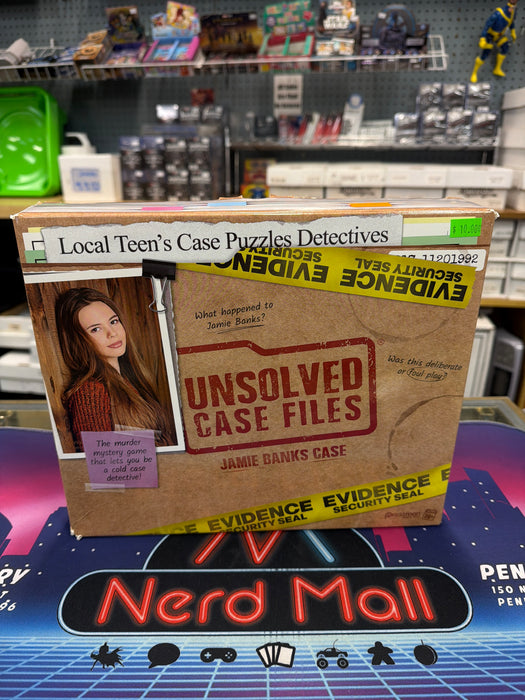 $ 10.00
Local Teen's Case Puzzles Detectives
11201992
EVIDENCE
SECURITY SEAL
EVIDENCE
SECURITY SEAL
What happened to
Jamie Banks?
Was this deliberate
or foul play?
UNSOLVED
CASE FILES
JAMIE BANKS CASE
The murder
mystery game
that lets you be
a cold case
detective!
EVIDENCE
SECURITY SEAL
EVIDENCE
SECURITY SEAL
Nerd Mall